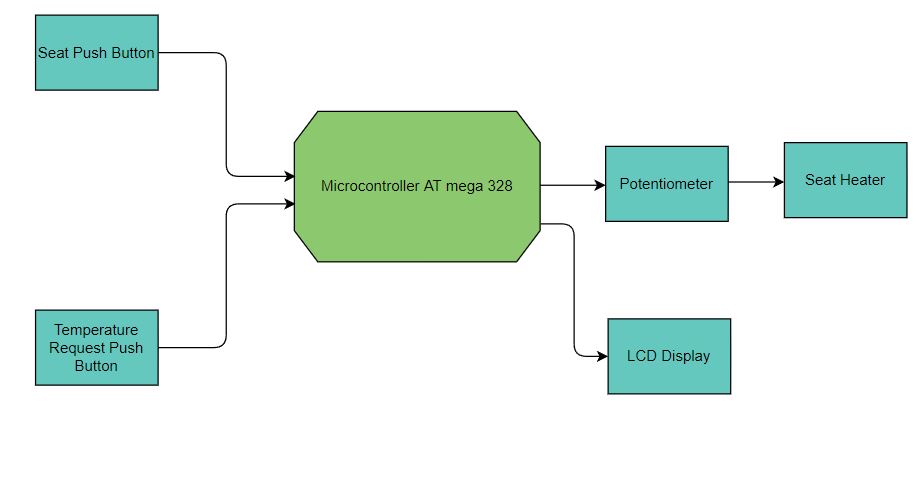 Seat Push Button
Microcontroller AT mega 328
Potentiometer
Seat Heater
Temperature
Request Push
Button
LCD Display